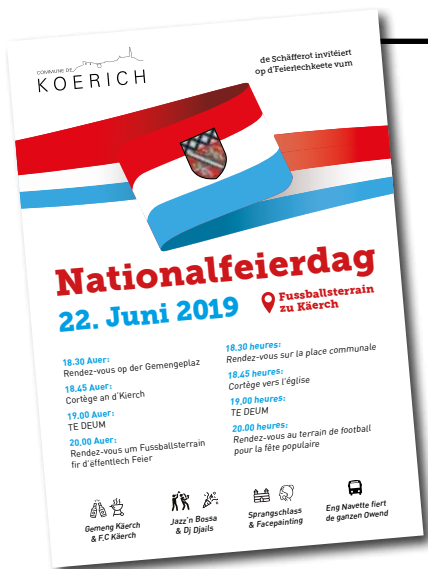 COMMUNE DE
KOERICH
de Schäfferot invitéiert
op d'Feierlechkeete vum
Nationalfeierdag
22. Juni 2019
Fussballsterrain
zu Käerch
18.30 Auer:
Rendez-vous op der Gemengeplaz
18.45 Auer:
Cortège an d'Kierch
19.00 Auer:
TE DEUM
20.00 Auer:
Rendez-vous um Fussballsterrain
fir d'ëffentlech Feier
18.30 heures:
Rendez-vous sur la place communale
18.45 heures:
Cortège vers l'église
19.00 heures:
TE DEUM
20.00 heures:
Rendez-vous au terrain de football
pour la fête populaire
Gemeng Käerch
& F.C Käerch
Jazz'n Bossa
& Dj Djails
Sprangschlass
& Facepainting
Eng Navette fiert
de ganzen Owend